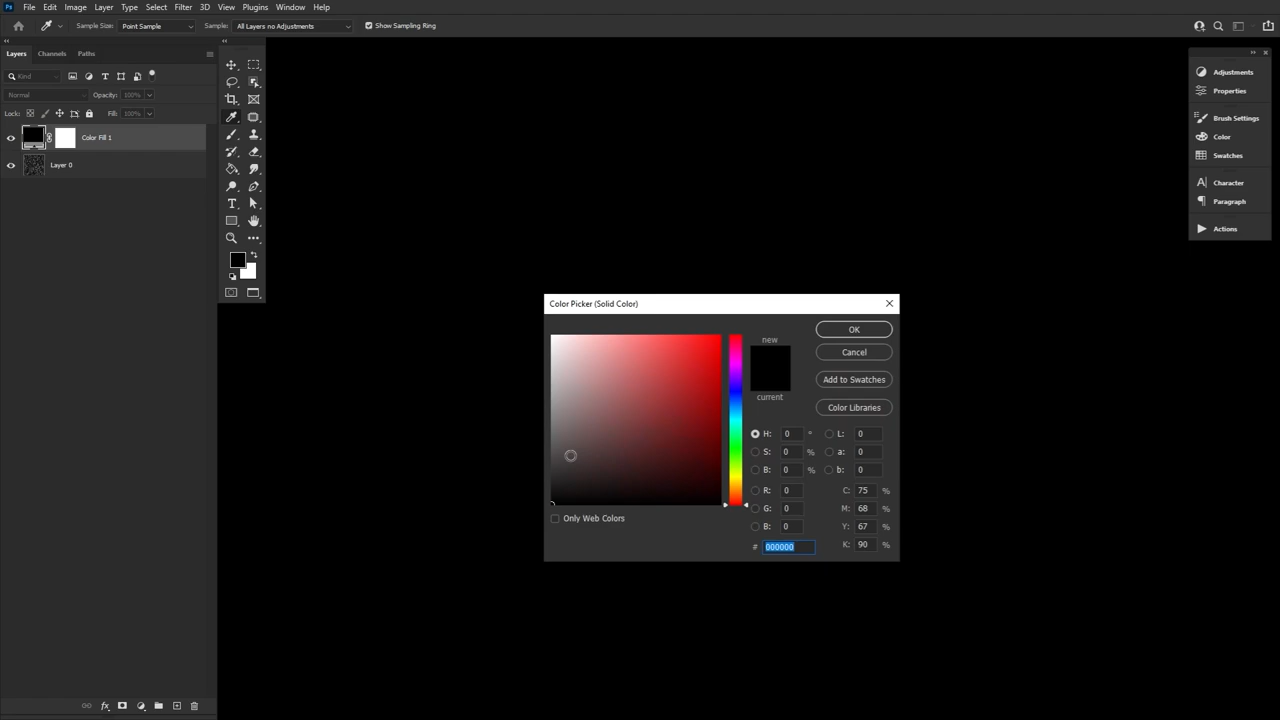 Ps File Edit Image Layer Type Select Filter 3D View Plugins Window Help
Sample Size: Point Sample Sample: All Layers no Adjustments Show Sampling Ring
Layers Channels Paths
Kind
Normal Opacity: 100%
Lock: Fill: 100%
Color Fill 1
Layer 0
Adjustments
Properties
Brush Settings
Color
Swatches
Character
Paragraph
Actions
Color Picker (Solid Color)
new
current
OK
Cancel
Add to Swatches
Color Libraries
H: 0 ° L: 0
S: 0 % a: 0
B: 0 % b: 0
R: 0 C: 75 %
G: 0 M: 68 %
B: 0 Y: 67 %
# 000000 K: 90 %
Only Web Colors